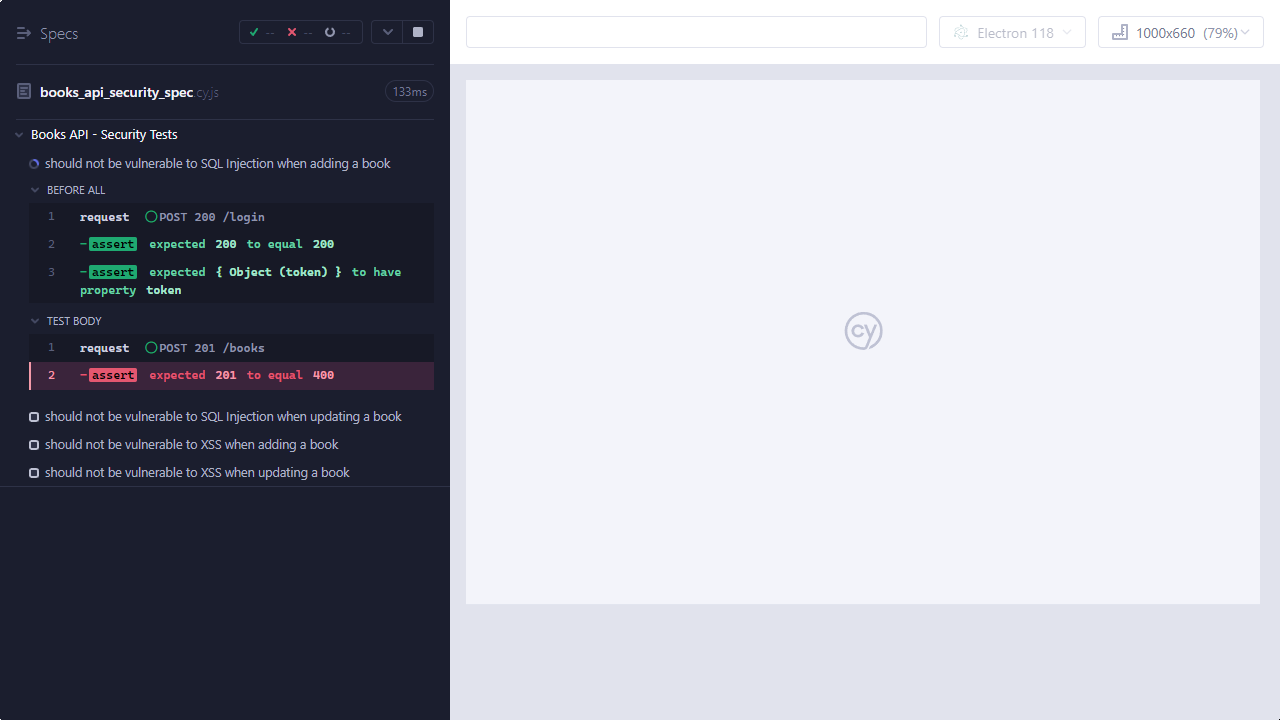 Specs
-- -- --
books_api_security_spec.cy.js 133ms
Books API - Security Tests
should not be vulnerable to SQL Injection when adding a book
BEFORE ALL
1 request POST 200 /login
2 -assert expected 200 to equal 200
3 -assert expected { Object (token) } to have
property token
TEST BODY
1 request POST 201 /books
2 -assert expected 201 to equal 400
should not be vulnerable to SQL Injection when updating a book
should not be vulnerable to XSS when adding a book
should not be vulnerable to XSS when updating a book
Electron 118
1000x660 (79%)
cy